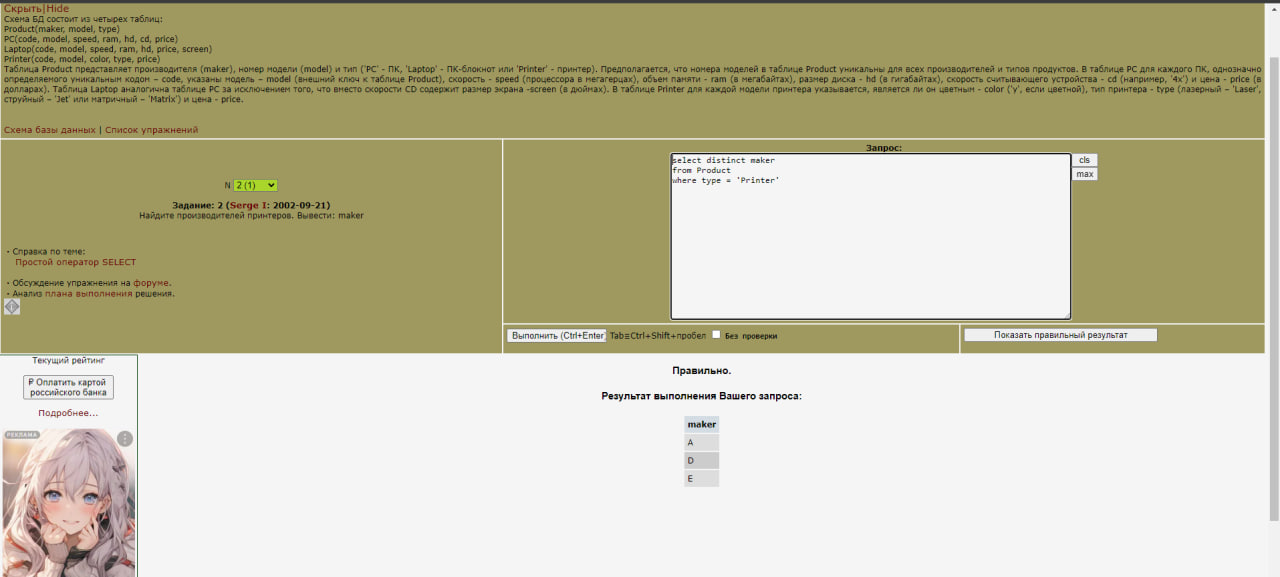 Скрыть|Hide
Схема БД состоит из четырех таблиц:
Product(maker, model, type)
PC(code, model, speed, ram, hd, cd, price)
Laptop(code, model, speed, ram, hd, price, screen)
Printer(code, model, color, type, price)
Таблица Product представляет производителя (maker), номер модели (model) и тип ('PC' - ПК, 'Laptop' - ПК-блокнот или 'Printer' - принтер). Предполагается, что номера моделей в таблице Product уникальны для всех производителей и типов продуктов. В таблице PC для каждого ПК, однозначно
определяемого уникальным кодом – code, указаны модель – model (внешний ключ к таблице Product), скорость - speed (процессора в мегагерцах), объем памяти - ram (в мегабайтах), размер диска - hd (в гигабайтах), скорость считывающего устройства - cd (например, '4x') и цена - price (в
долларах). Таблица Laptop аналогична таблице PC за исключением того, что вместо скорости CD содержит размер экрана -screen (в дюймах). В таблице Printer для каждой модели принтера указывается, является ли он цветным - color ('y', если цветной), тип принтера - type (лазерный – 'Laser',
струйный – 'Jet' или матричный – 'Matrix') и цена - price.
Схема базы данных | Список упражнений
N 2 (1)
Задание: 2 (Serge I: 2002-09-21)
Найдите производителей принтеров. Вывести: maker
- Справка по теме:
Простой оператор SELECT
- Обсуждение упражнения на форуме.
- Анализ плана выполнения решения.
Запрос:
select distinct maker
from Product
where type = 'Printer'
cls
max
Выполнить (Ctrl+Enter) Tab≅Ctrl+Shift+пробел Без проверки
Показать правильный результат
Текущий рейтинг
₽ Оплатить картой
российского банка
Подробнее...
РЕКЛАМА
Правильно.
Результат выполнения Вашего запроса:
maker
A
D
E